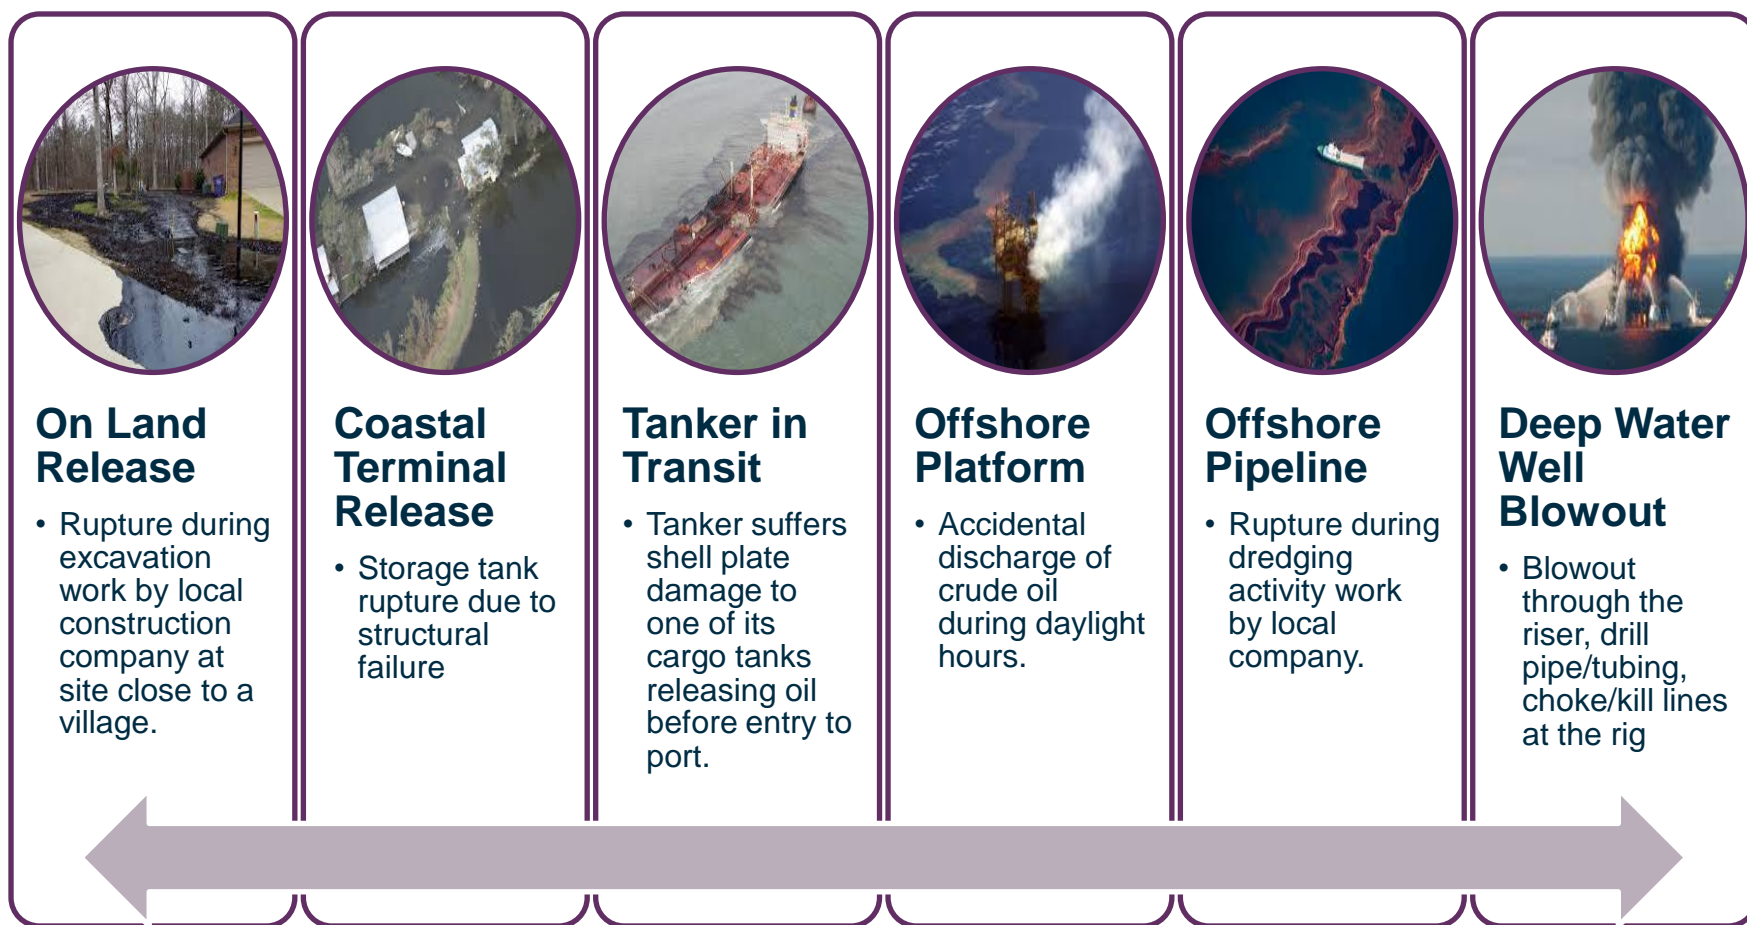 On Land
Release
• Rupture during
excavation
work by local
construction
company at
site close to a
village.
Coastal
Terminal
Release
• Storage tank
rupture due to
structural
failure
Tanker in
Transit
• Tanker suffers
shell plate
damage to
one of its
cargo tanks
releasing oil
before entry to
port.
Offshore
Platform
• Accidental
discharge of
crude oil
during daylight
hours.
Offshore
Pipeline
• Rupture during
dredging
activity work
by local
company.
Deep Water
Well
Blowout
• Blowout
through the
riser, drill
pipe/tubing,
choke/kill lines
at the rig